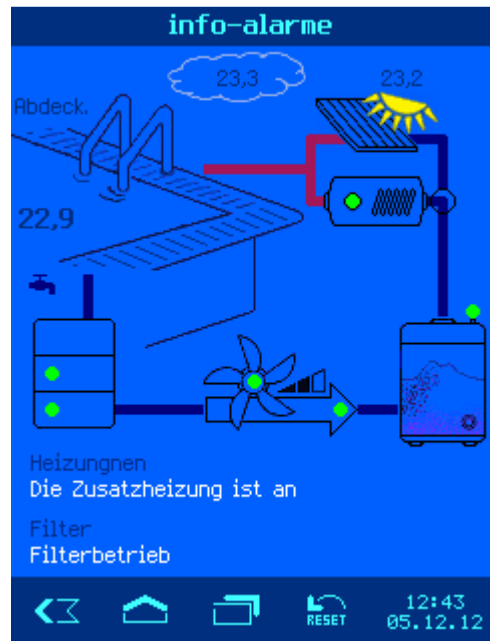 info-alarme
23,3
23,2
Abdeck.
22,9
Heizungnen
Die Zusatzheizung ist an
Filter
Filterbetrieb
RESET
12:43
05.12.12